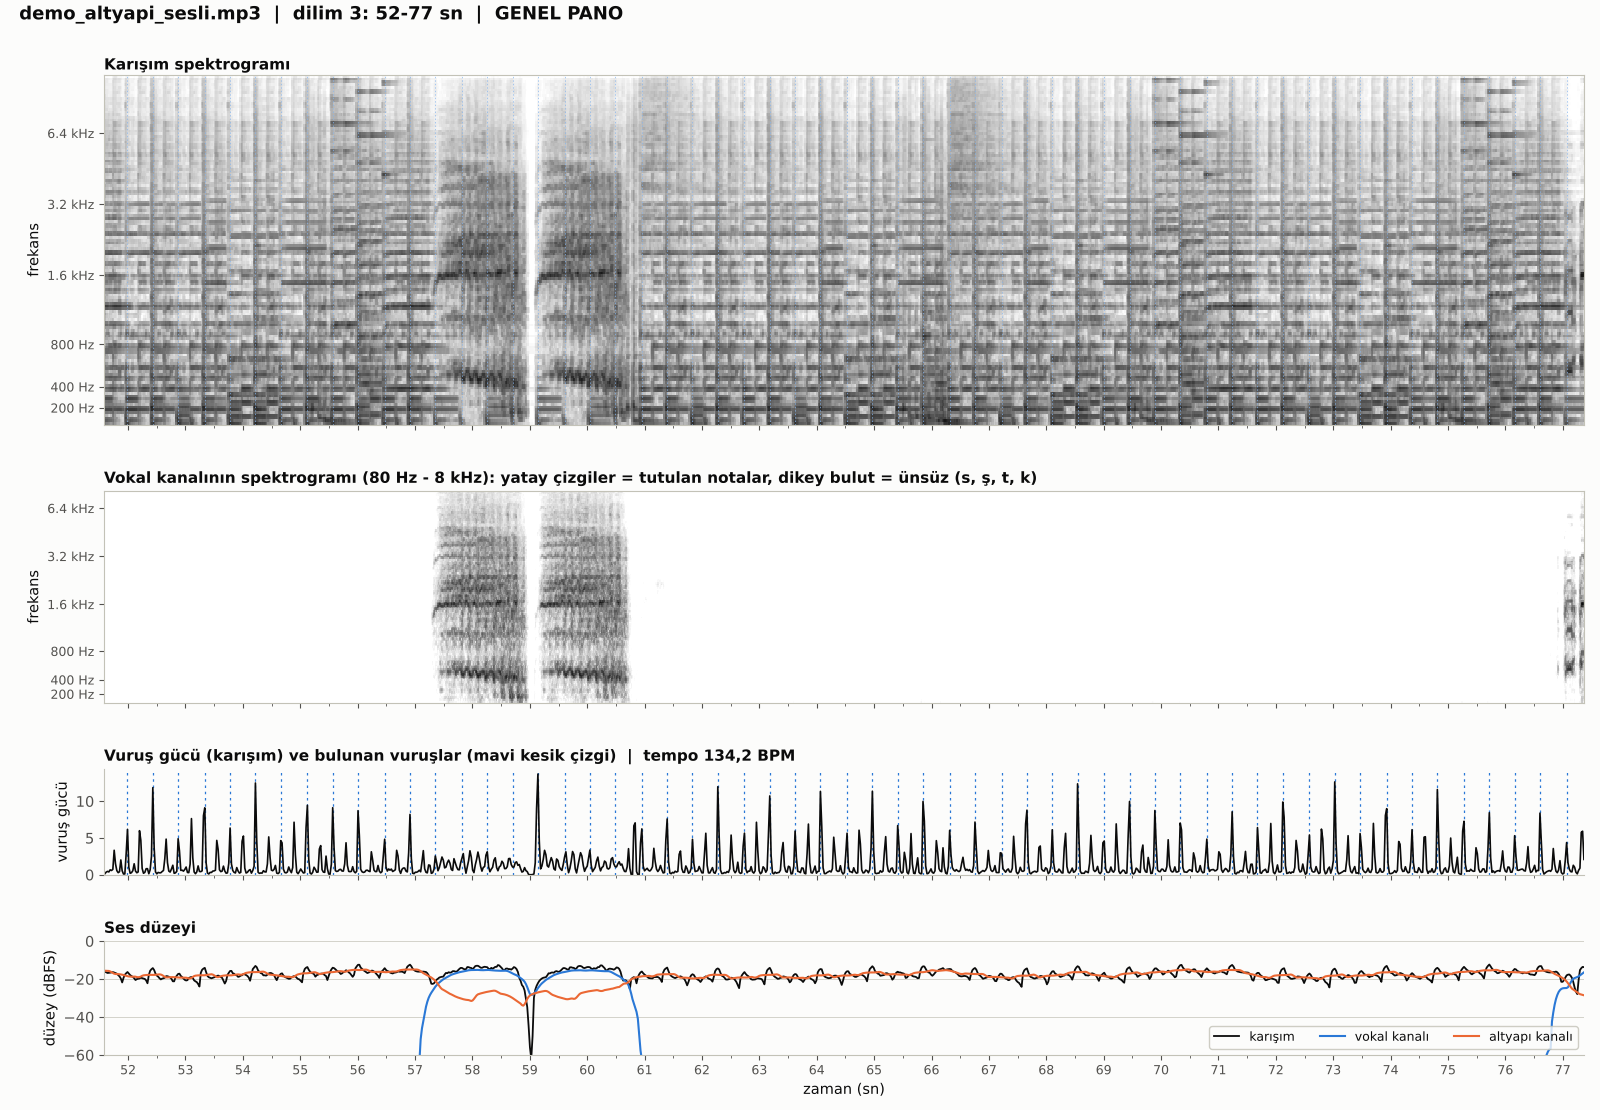 demo_altyapi_sesli.mp3 | dilim 3: 52-77 sn | GENEL PANO
Karışım spektrogramı
frekans
6.4 kHz
3.2 kHz
1.6 kHz
800 Hz
400 Hz
200 Hz
Vokal kanalının spektrogramı (80 Hz - 8 kHz): yatay çizgiler = tutulan notalar, dikey bulut = ünsüz (s, ş, t, k)
frekans
6.4 kHz
3.2 kHz
1.6 kHz
800 Hz
400 Hz
200 Hz
Vuruş gücü (karışım) ve bulunan vuruşlar (mavi kesik çizgi) | tempo 134,2 BPM
vuruş gücü
10
5
0
Ses düzeyi
düzey (dBFS)
0
−20
−40
−60
karışım vokal kanalı altyapı kanalı
52 53 54 55 56 57 58 59 60 61 62 63 64 65 66 67 68 69 70 71 72 73 74 75 76 77
zaman (sn)